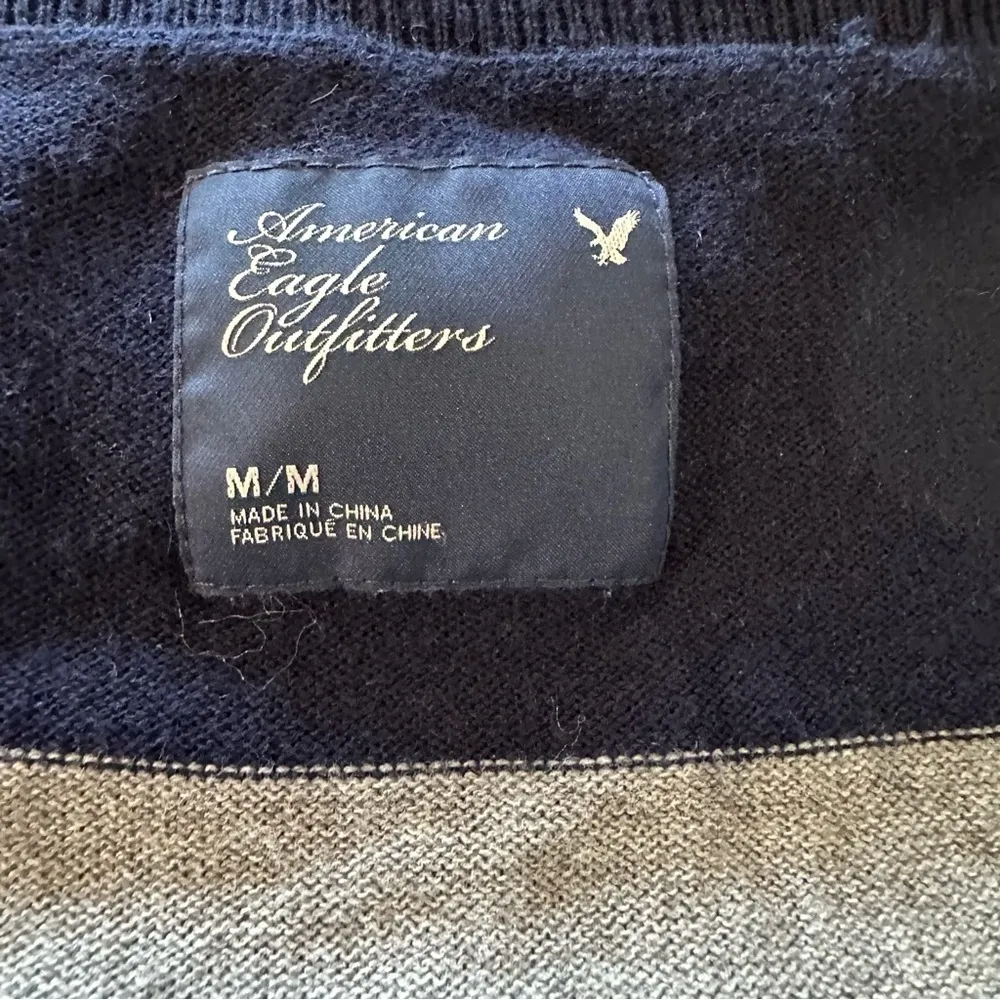 American
Eagle
Outfitters
M/M
MADE IN CHINA
FABRIQUÉ EN CHINE